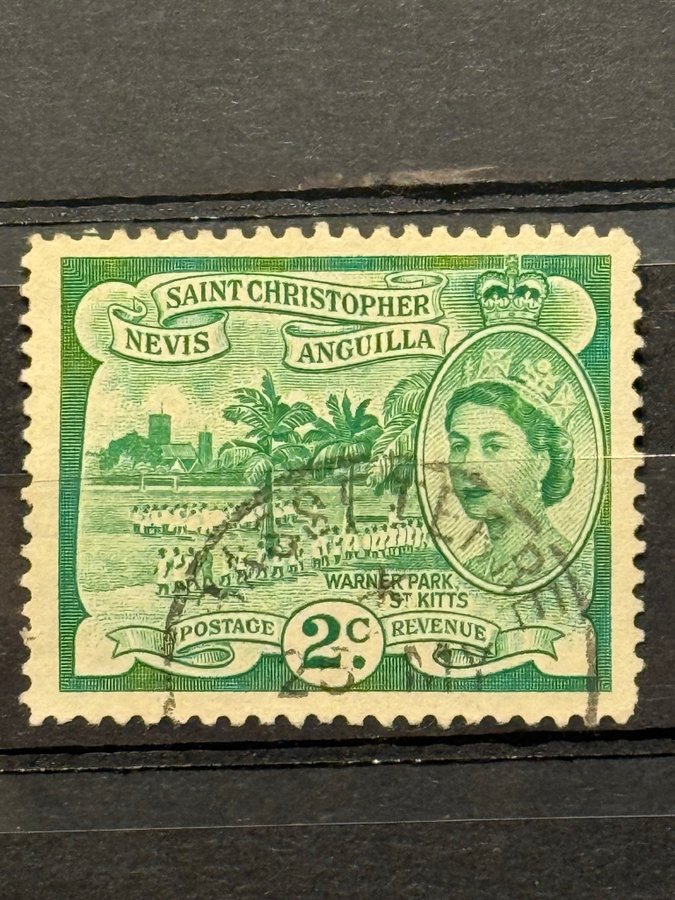 SAINT CHRISTOPHER
NEVIS ANGUILLA
WARNER PARK,
ST KITTS
POSTAGE 2C. REVENUE